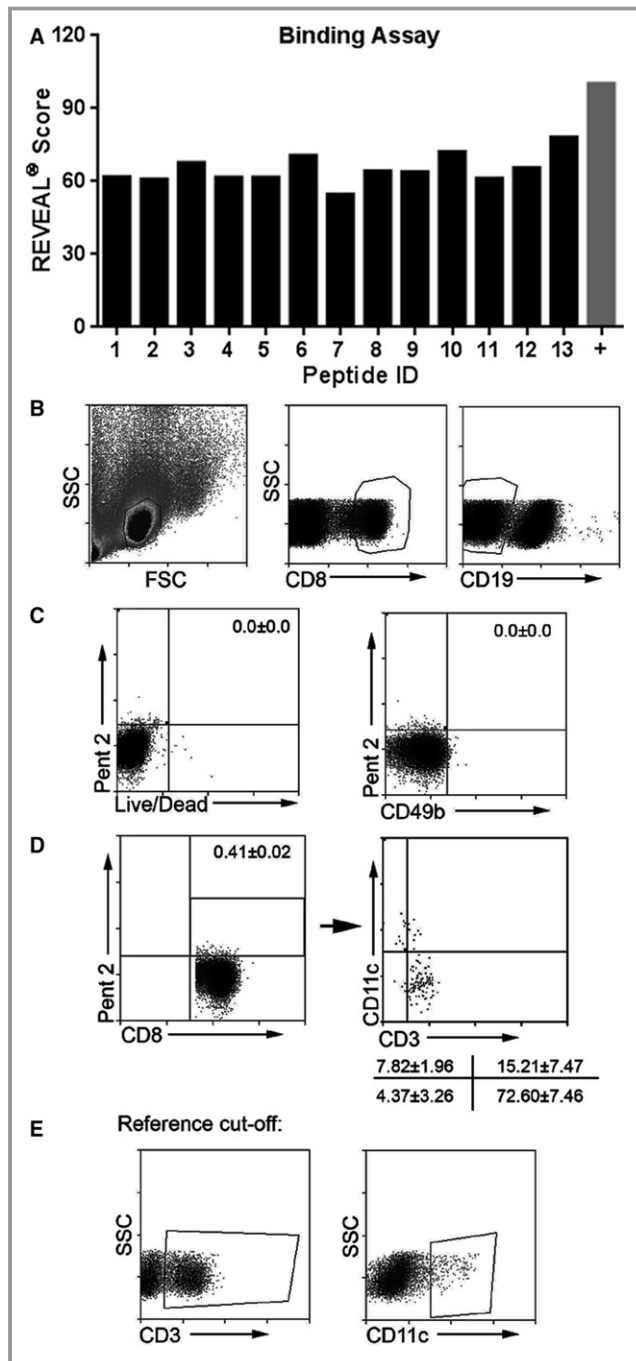 A
Binding Assay
REVEAL® Score
120
90
60
30
0
1 2 3 4 5 6 7 8 9 10 11 12 13 +
Peptide ID
B
SSC
FSC
SSC
CD8
SSC
CD19
C
Pent 2
0.0±0.0
Live/Dead
Pent 2
0.0±0.0
CD49b
D
Pent 2
0.41±0.02
CD8
CD11c
CD3
7.82±1.96 15.21±7.47
4.37±3.26 72.60±7.46
E
Reference cut-off:
SSC
CD3
SSC
CD11c